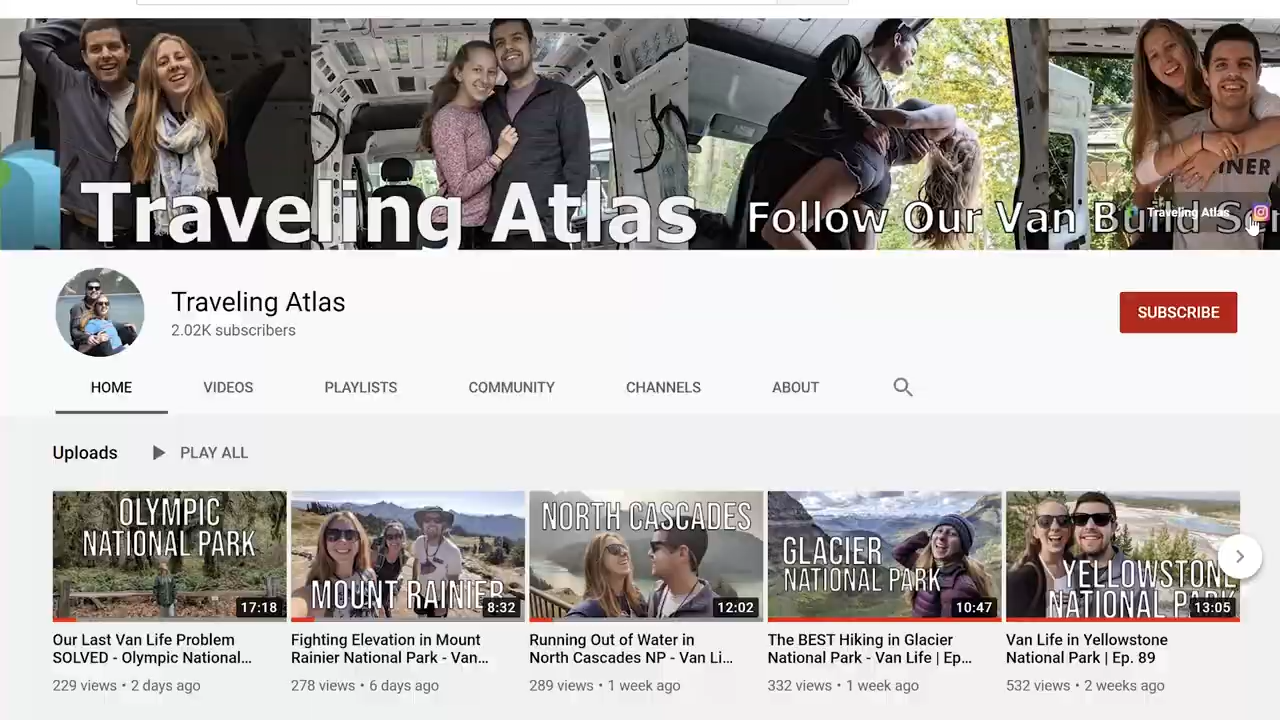 Traveling Atlas
Follow Our Van Build
Traveling Atlas
INER
Traveling Atlas
2.02K subscribers
SUBSCRIBE
HOME
VIDEOS
PLAYLISTS
COMMUNITY
CHANNELS
ABOUT
Uploads
PLAY ALL
OLYMPIC
NATIONAL PARK
17:18
MOUNT RAINIER
8:32
NORTH CASCADES
12:02
GLACIER
NATIONAL PARK
10:47
YELLOWSTONE
NATIONAL PARK
13:05
Our Last Van Life Problem
SOLVED - Olympic National...
229 views • 2 days ago
Fighting Elevation in Mount
Rainier National Park - Van...
278 views • 6 days ago
Running Out of Water in
North Cascades NP - Van Li...
289 views • 1 week ago
The BEST Hiking in Glacier
National Park - Van Life | Ep...
332 views • 1 week ago
Van Life in Yellowstone
National Park | Ep. 89
532 views • 2 weeks ago